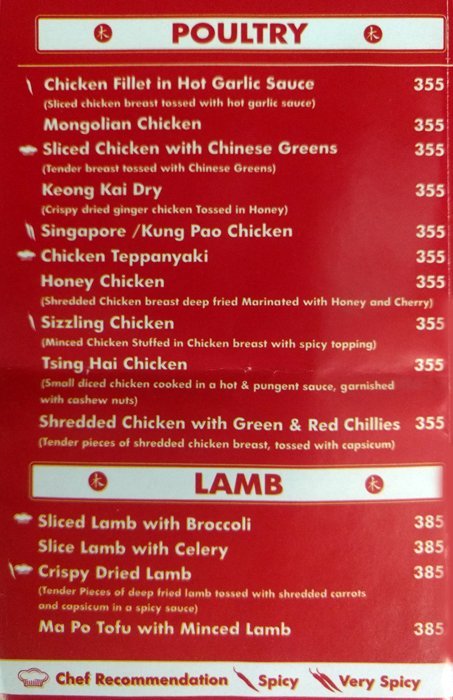 POULTRY
Chicken Fillet in Hot Garlic Sauce 355
(Sliced chicken breast tossed with hot garlic sauce)
Mongolian Chicken 355
Sliced Chicken with Chinese Greens 355
(Tender breast tossed with Chinese Greens)
Keong Kai Dry 355
(Crispy dried ginger chicken Tossed in Honey)
Singapore /Kung Pao Chicken 355
Chicken Teppanyaki 355
Honey Chicken 355
(Shredded Chicken breast deep fried Marinated with Honey and Cherry)
Sizzling Chicken 355
(Minced Chicken Stuffed in Chicken breast with spicy topping)
Tsing Hai Chicken 355
(Small diced chicken cooked in a hot & pungent sauce, garnished
with cashew nuts)
Shredded Chicken with Green & Red Chillies 355
(Tender pieces of shredded chicken breast, tossed with capsicum)
LAMB
Sliced Lamb with Broccoli 385
Slice Lamb with Celery 385
Crispy Dried Lamb 385
(Tender Pieces of deep fried lamb tossed with shredded carrots
and capsicum in a spicy sauce)
Ma Po Tofu with Minced Lamb 385
Chef Recommendation Spicy Very Spicy